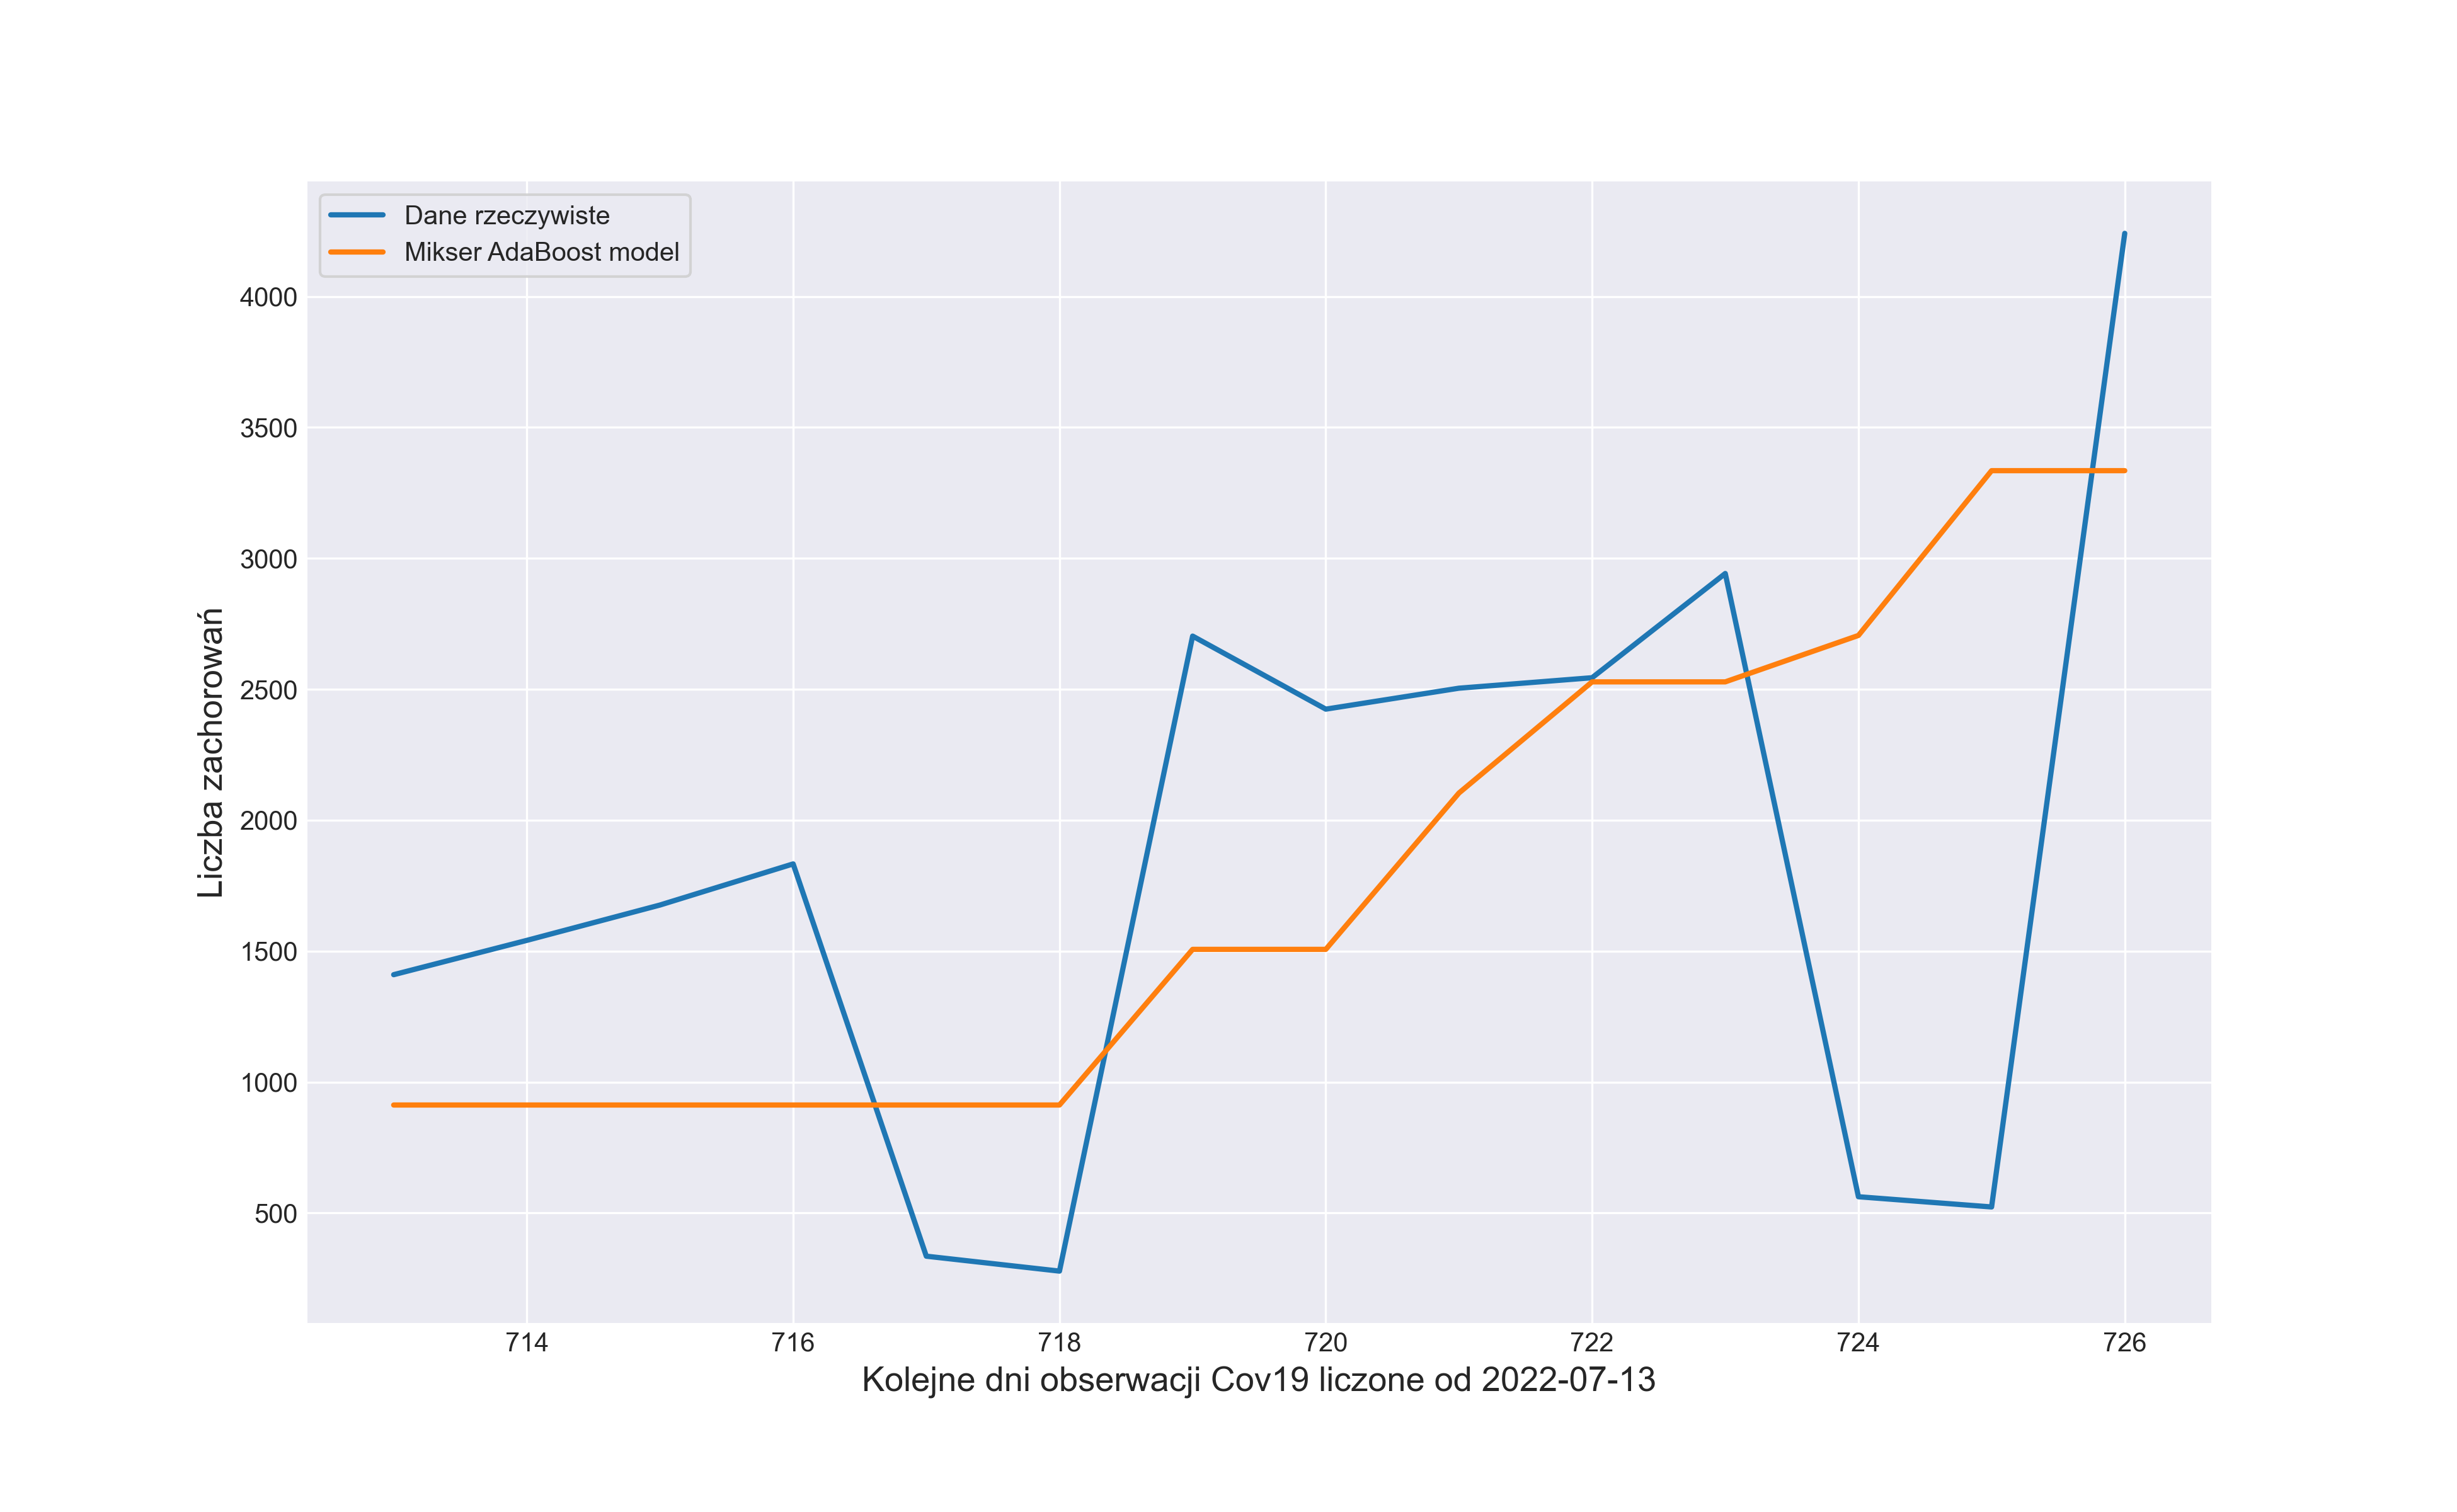 Dane rzeczywiste
Mikser AdaBoost model
4000
3500
3000
2500
2000
1500
1000
500
Liczba zachorowań
714 716 718 720 722 724 726
Kolejne dni obserwacji Cov19 liczone od 2022-07-13